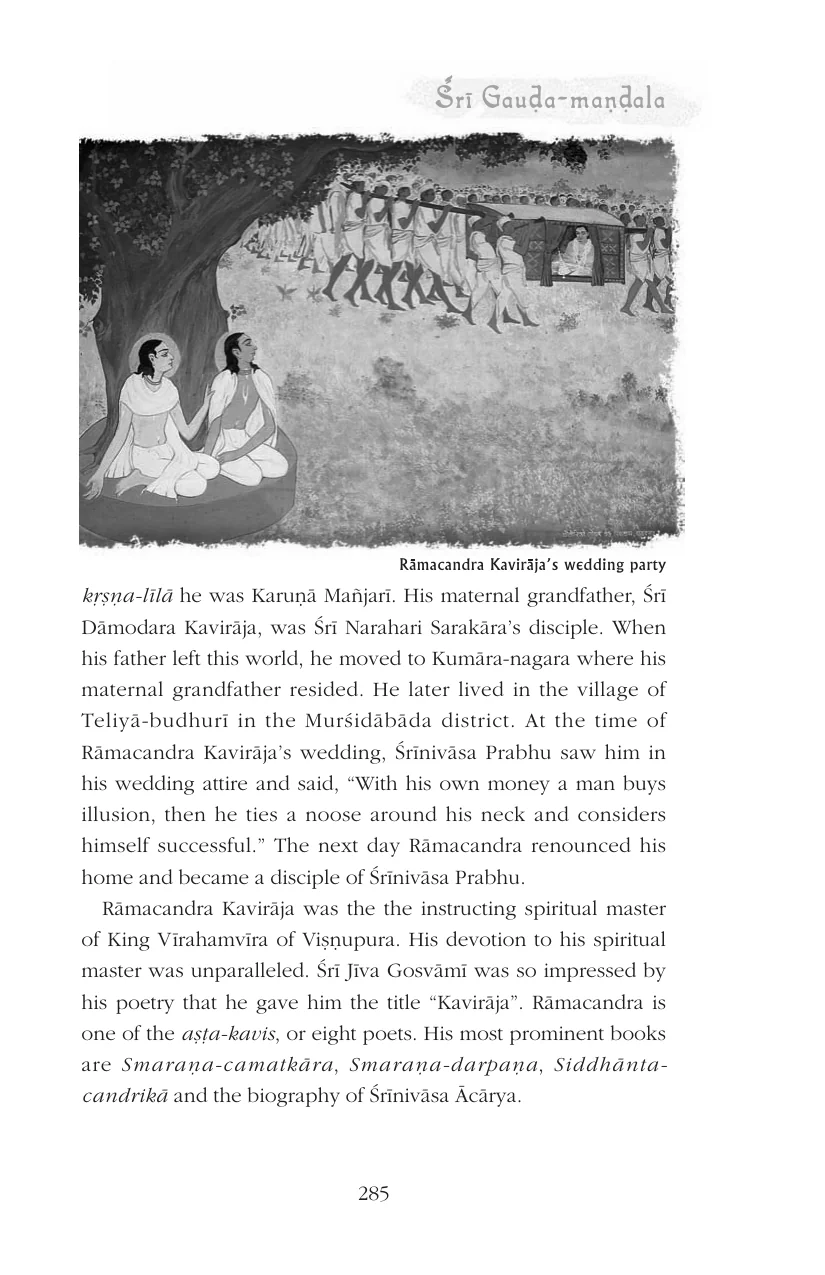 Śrī Gauḍa-maṇḍala
Rāmacandra Kavirāja’s wedding party
kṛṣṇa-līlā he was Karuṇā Mañjarī. His maternal grandfather, Śrī
Dāmodara Kavirāja, was Śrī Narahari Sarakāra’s disciple. When
his father left this world, he moved to Kumāra-nagara where his
maternal grandfather resided. He later lived in the village of
Teliyā-budhurī in the Murśidābāda district. At the time of
Rāmacandra Kavirāja’s wedding, Śrīnivāsa Prabhu saw him in
his wedding attire and said, “With his own money a man buys
illusion, then he ties a noose around his neck and considers
himself successful.” The next day Rāmacandra renounced his
home and became a disciple of Śrīnivāsa Prabhu.
Rāmacandra Kavirāja was the the instructing spiritual master
of King Vīrahamvīra of Viṣṇupura. His devotion to his spiritual
master was unparalleled. Śrī Jīva Gosvāmī was so impressed by
his poetry that he gave him the title “Kavirāja”. Rāmacandra is
one of the aṣṭa-kavis, or eight poets. His most prominent books
are Smaraṇa-camatkāra, Smaraṇa-darpaṇa, Siddhānta-
candrikā and the biography of Śrīnivāsa Ācārya.
285